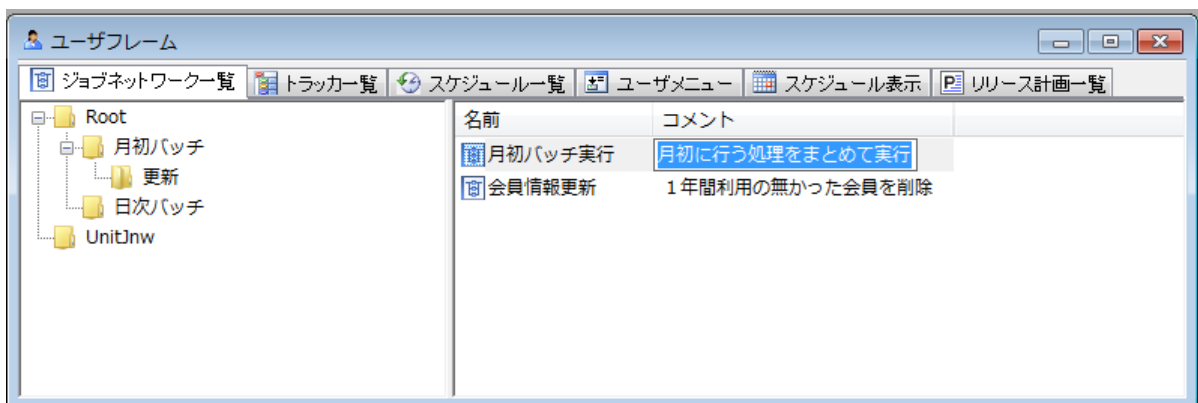 ユーザフレーム
ジョブネットワーク一覧 トラッカ一覧 スケジュール一覧 ユーザメニュー スケジュール表示 リリース計画一覧
Root
月初バッチ
更新
日次バッチ
UnitJnw
名前 コメント
月初バッチ実行 月初に行う処理をまとめて実行
会員情報更新 1年間利用の無かった会員を削除